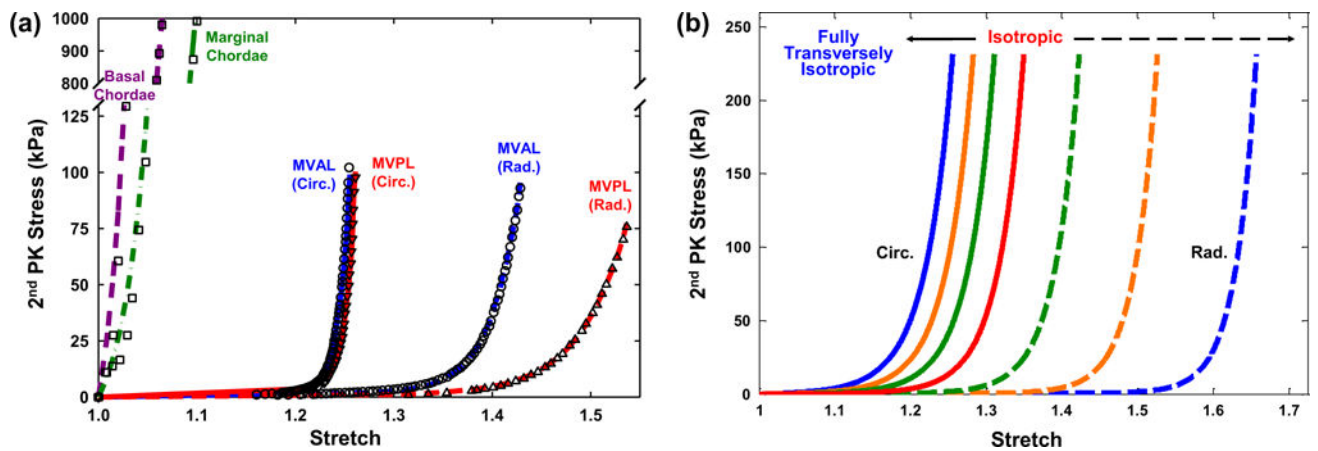 (a)
1000
900
800
125
100
75
50
25
0
2nd PK Stress (kPa)
Marginal
Chordae
Basal
Chordae
MVAL
(Circ.)
MVPL
(Circ.)
MVAL
(Rad.)
MVPL
(Rad.)
1.0
1.1
1.2
1.3
1.4
1.5
Stretch
(b)
250
200
150
100
50
0
2nd PK Stress (kPa)
Fully
Transversely
Isotropic
Isotropic
Circ.
Rad.
1
1.1
1.2
1.3
1.4
1.5
1.6
1.7
Stretch